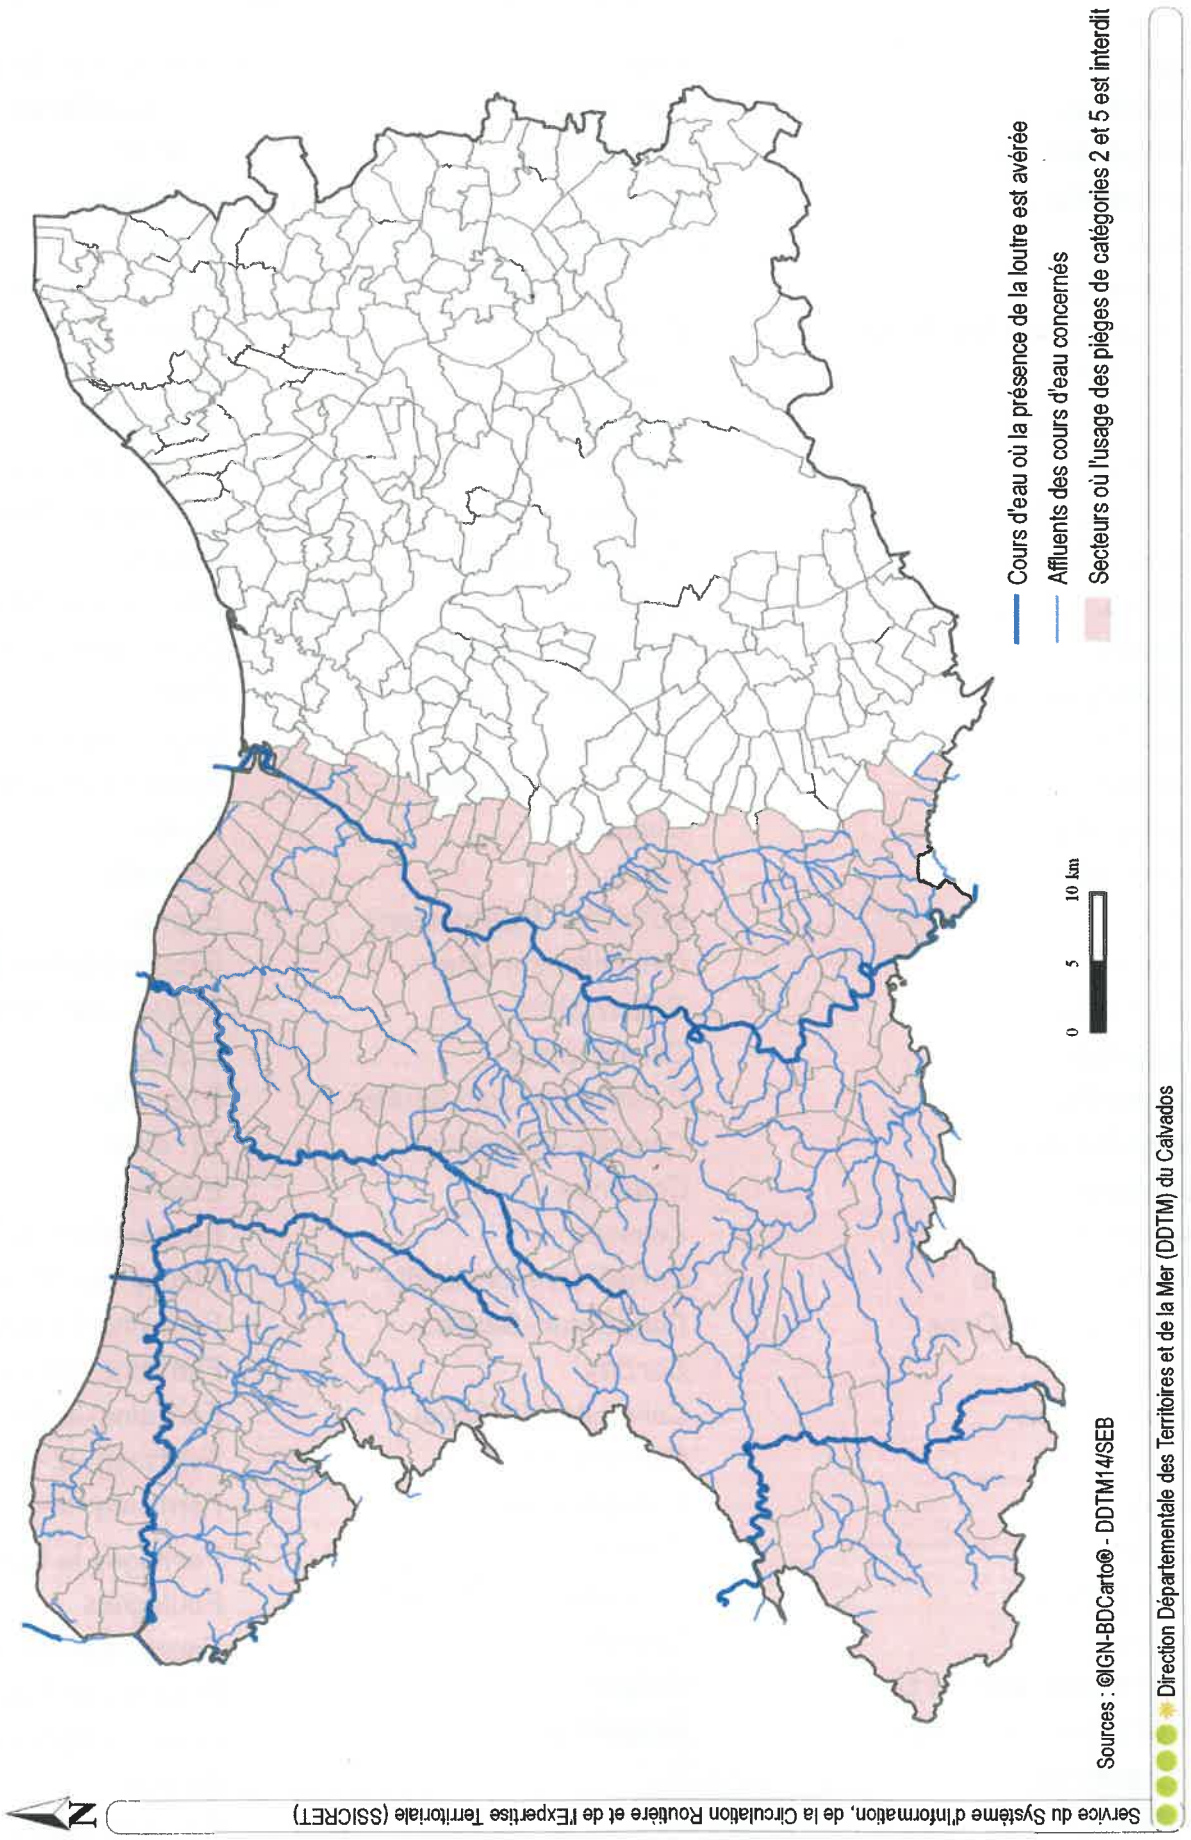 N
Cours d'eau où la présence de la loutre est avérée
Affluents des cours d'eau concernés
Secteurs où l'usage des pièges de catégories 2 et 5 est interdit
0 5 10 km
Sources : ©IGN-BDCarto® - DDTM14/SEB
Direction Départementale des Territoires et de la Mer (DDTM) du Calvados
Service du Système d'Information, de la Circulation Routière et de l'Expertise Territoriale (SSICRET)